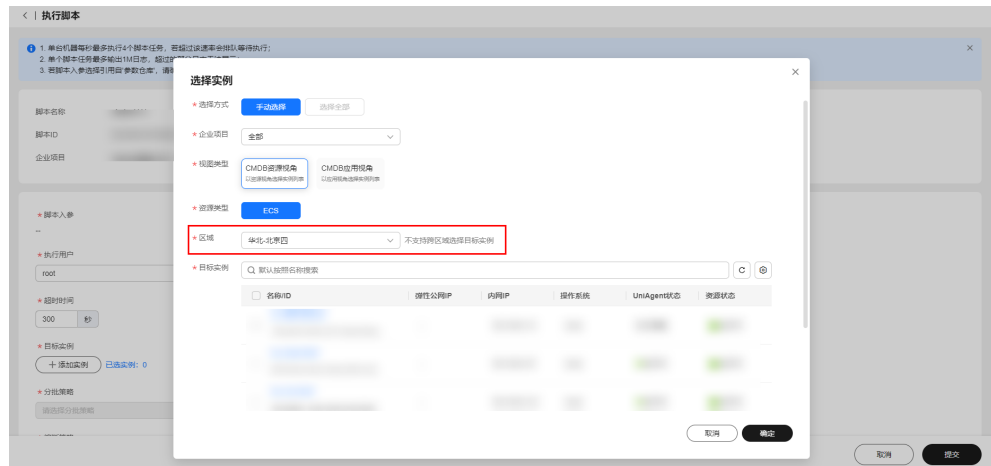 执行脚本
1. 单台机器每秒最多执行4个脚本任务，若超过该速率会排队等待执行；
2. 单个脚本任务最多输出1M日志，超过的
3. 若脚本入参选择引用自'参数仓库'，请
脚本名称
脚本ID
企业项目
* 脚本入参
--
* 执行用户
root
* 超时时间
300 秒
* 目标实例
+ 添加实例 已选实例：0
* 分批策略
请选择分批策略
选择实例
* 选择方式 手动选择 选择全部
* 企业项目 全部
* 视图类型 CMDB资源视角 CMDB应用视角
以资源视角选择实例列表 以应用视角选择实例列表
* 资源类型 ECS
* 区域 华北-北京四 不支持跨区域选择目标实例
* 目标实例 默认按照名称搜索
名称/ID 弹性公网IP 内网IP 操作系统 UniAgent状态 资源状态
取消 确定
取消 提交